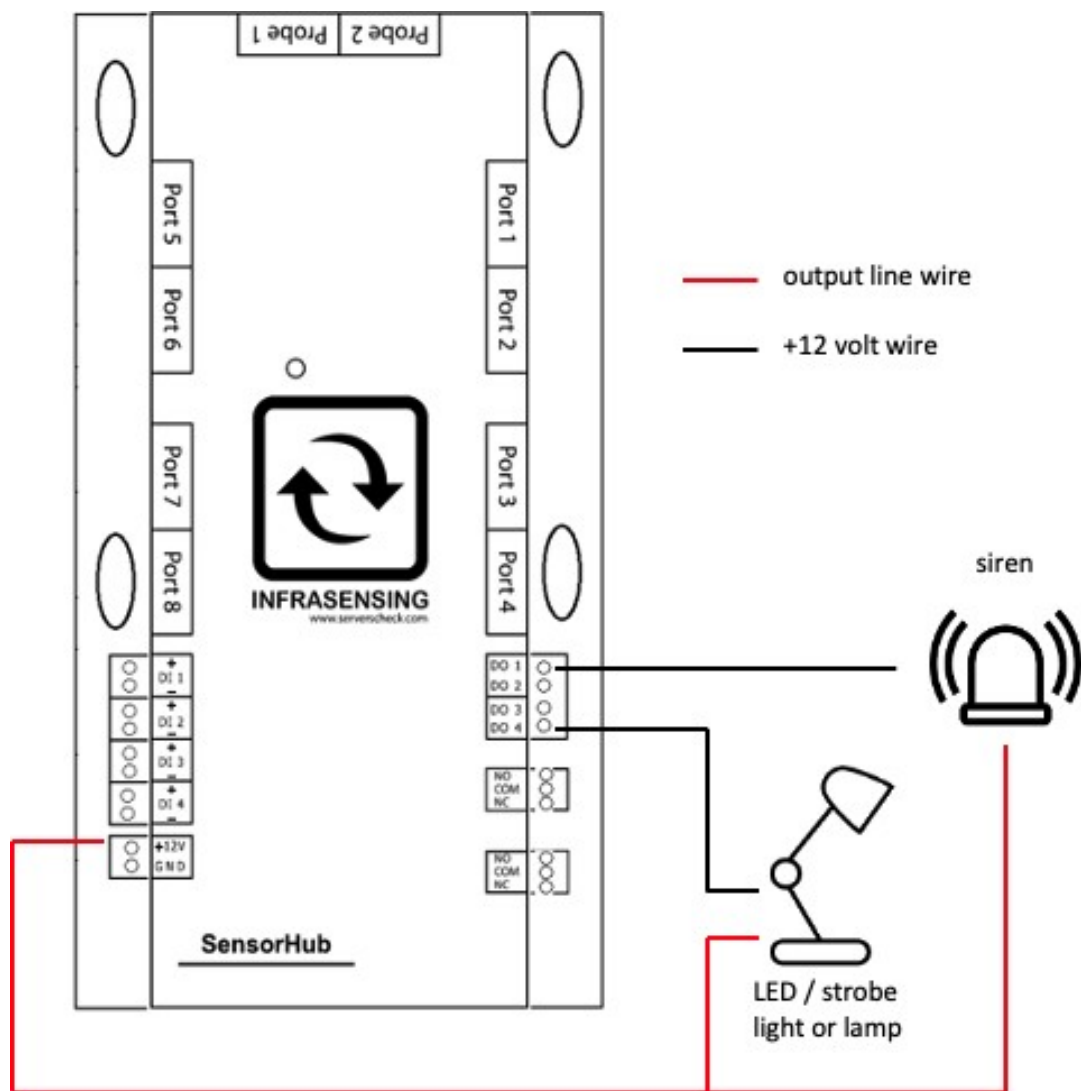 Probe 1
Probe 2
Port 5
Port 1
Port 6
Port 2
output line wire
+12 volt wire
Port 7
Port 3
Port 8
Port 4
INFRASENSING
www.serverscheck.com
siren
+
DI 1
-
+
DI 2
-
+
DI 3
-
+
DI 4
-
+12V
GND
DO 1
DO 2
DO 3
DO 4
NO
COM
NC
NO
COM
NC
SensorHub
LED / strobe
light or lamp